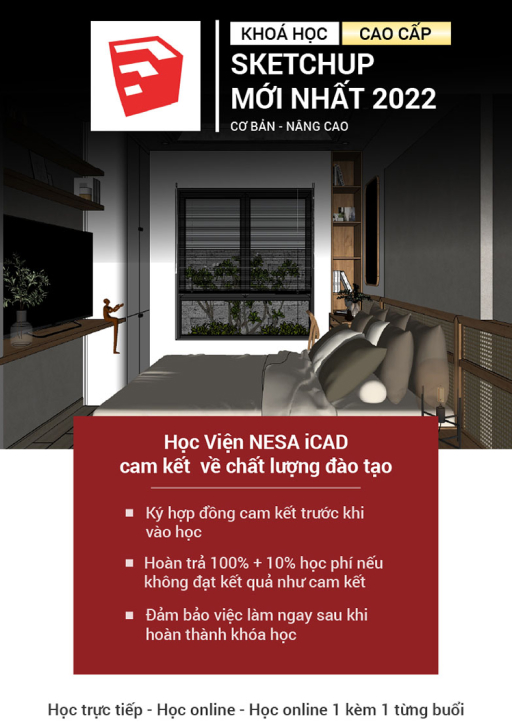 KHOÁ HỌC CAO CẤP
SKETCHUP
MỚI NHẤT 2022
CƠ BẢN - NÂNG CAO
Học Viện NESA iCAD
cam kết về chất lượng đào tạo
Ký hợp đồng cam kết trước khi
vào học
Hoàn trả 100% + 10% học phí nếu
không đạt kết quả như cam kết
Đảm bảo việc làm ngay sau khi
hoàn thành khóa học
Học trực tiếp - Học online - Học online 1 kèm 1 từng buổi